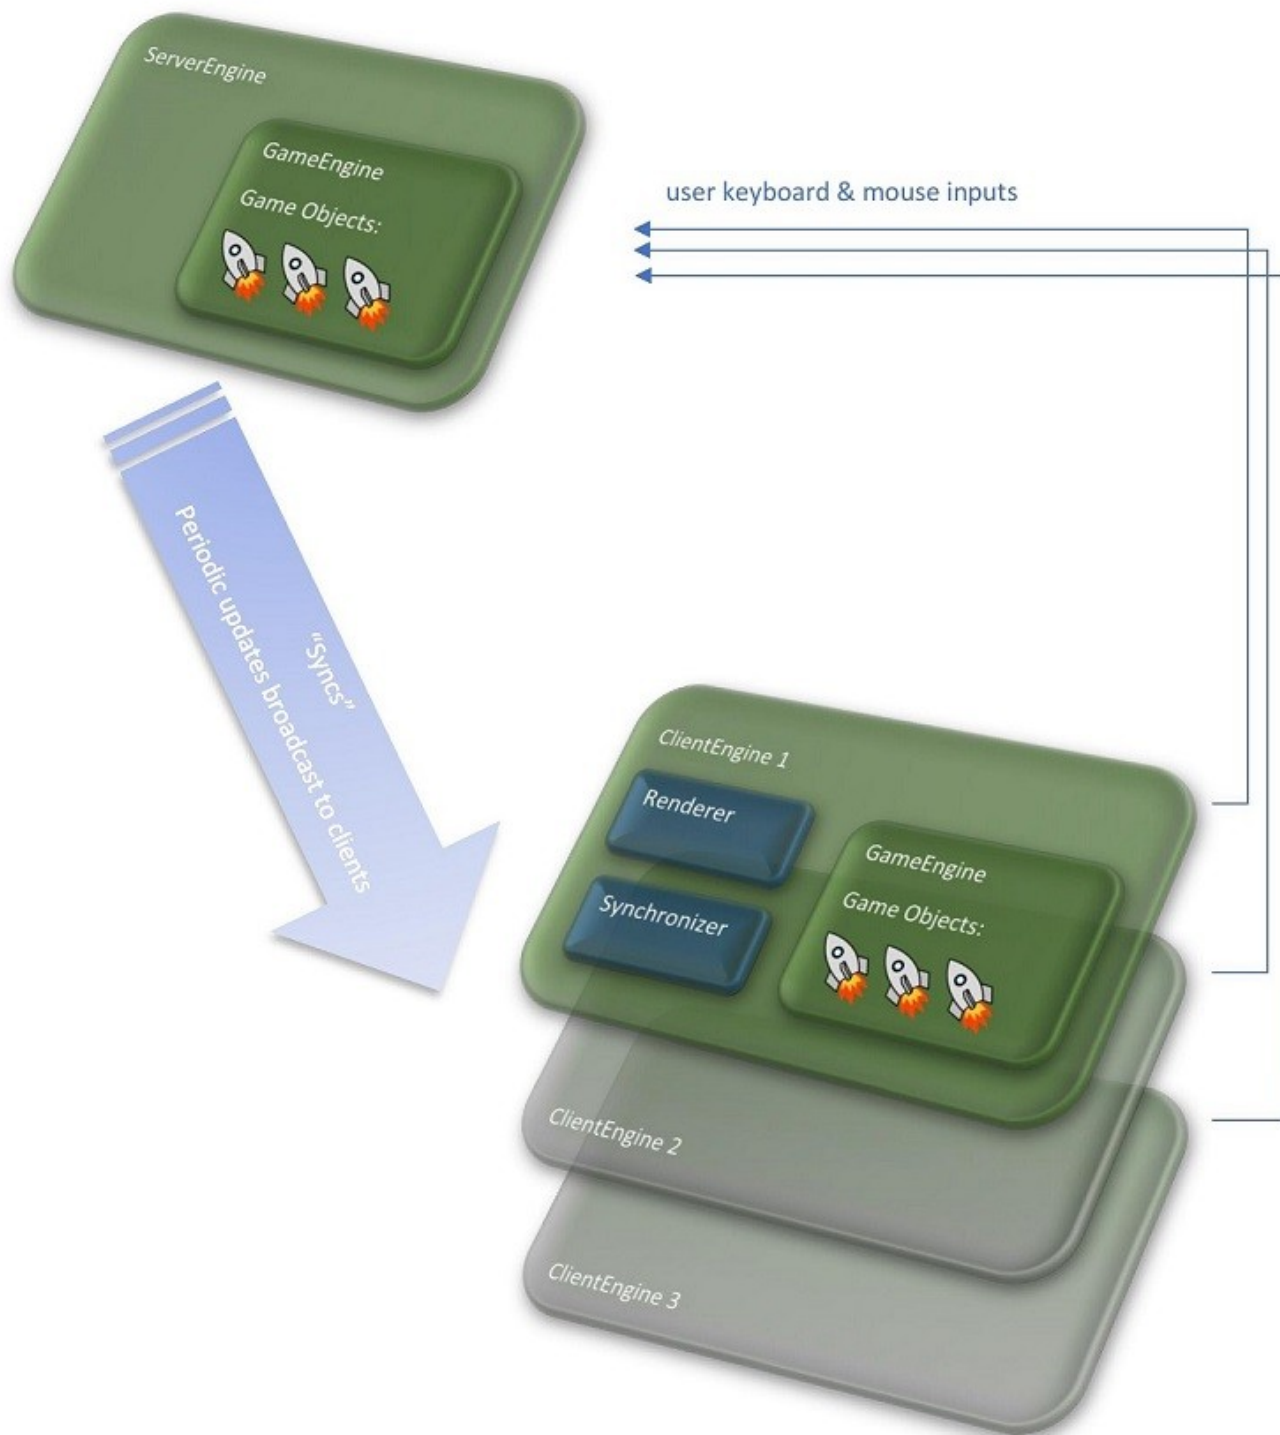 ServerEngine
GameEngine
Game Objects:
user keyboard & mouse inputs
“Syncs”
Periodic updates broadcast to clients
ClientEngine 1
Renderer
Synchronizer
GameEngine
Game Objects:
ClientEngine 2
ClientEngine 3